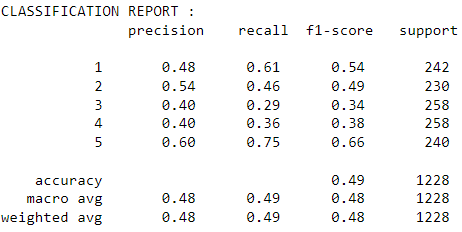 CLASSIFICATION REPORT :
precision recall f1-score support
1 0.48 0.61 0.54 242
2 0.54 0.46 0.49 230
3 0.40 0.29 0.34 258
4 0.40 0.36 0.38 258
5 0.60 0.75 0.66 240
accuracy 0.49 1228
macro avg 0.48 0.49 0.48 1228
weighted avg 0.48 0.49 0.48 1228